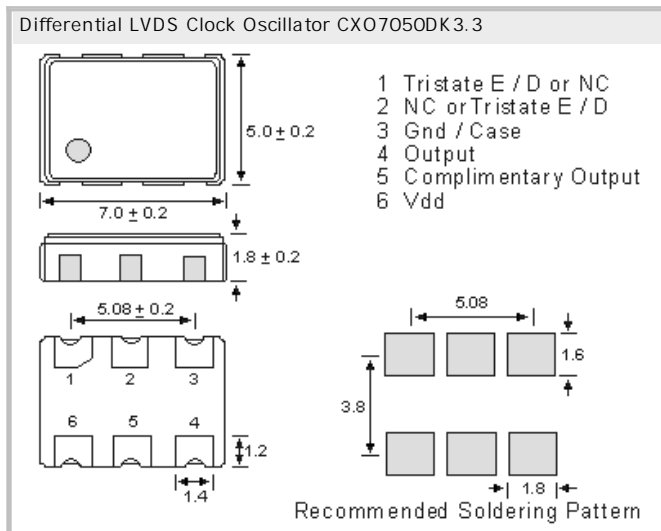 Differential LVDS Clock Oscillator CXO7050DK3.3
5.0 ± 0.2
7.0 ± 0.2
1.8 ± 0.2
5.08 ± 0.2
1 2 3
6 5 4
1.2
1.4
1 Tristate E / D or NC
2 NC or Tristate E / D
3 Gnd / Case
4 Output
5 Complimentary Output
6 Vdd
5.08
1.6
3.8
1.8
Recommended Soldering Pattern